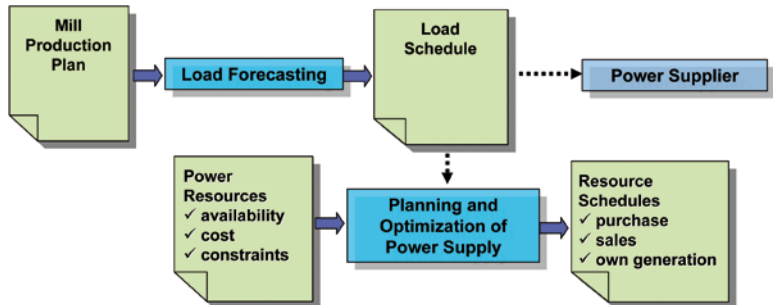 Mill
Production
Plan
Load Forecasting
Load
Schedule
Power Supplier
Power
Resources
✓ availability
✓ cost
✓ constraints
Planning and
Optimization of
Power Supply
Resource
Schedules
✓ purchase
✓ sales
✓ own generation